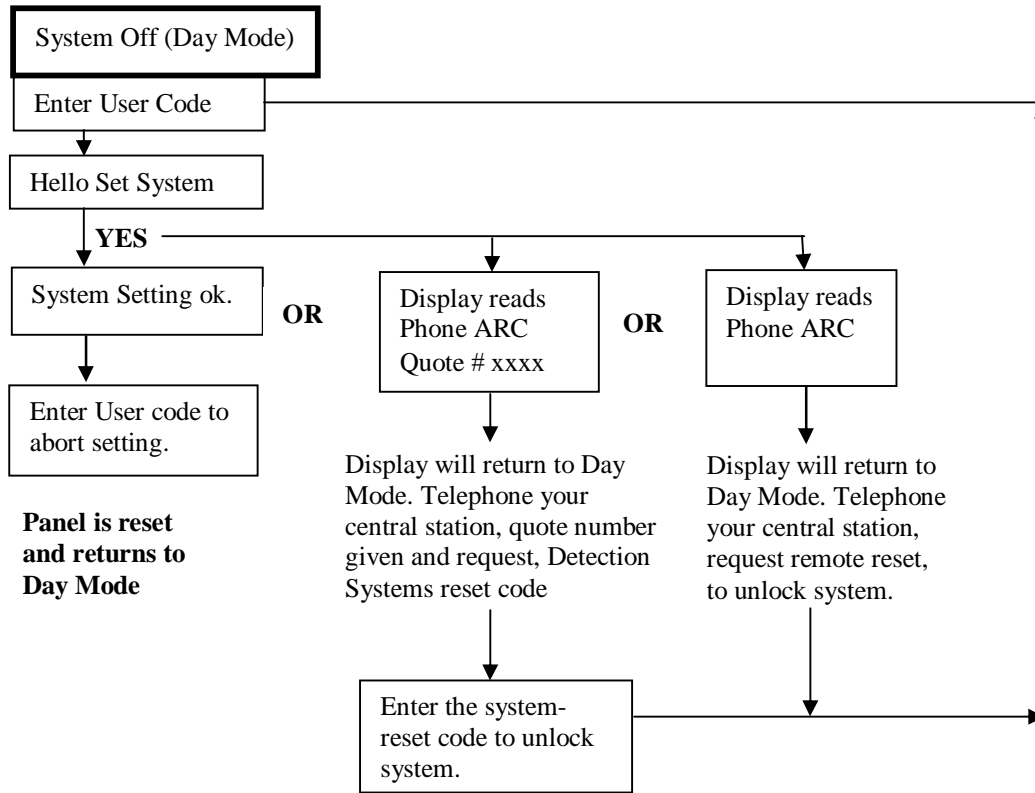 System Off (Day Mode)
Enter User Code
Hello Set System
YES
System Setting ok.
OR
Display reads
Phone ARC
Quote # xxxx
OR
Display reads
Phone ARC
Enter User code to
abort setting.
Panel is reset
and returns to
Day Mode
Display will return to Day
Mode. Telephone your
central station, quote number
given and request, Detection
Systems reset code
Display will return to
Day Mode. Telephone
your central station,
request remote reset,
to unlock system.
Enter the system-
reset code to unlock
system.